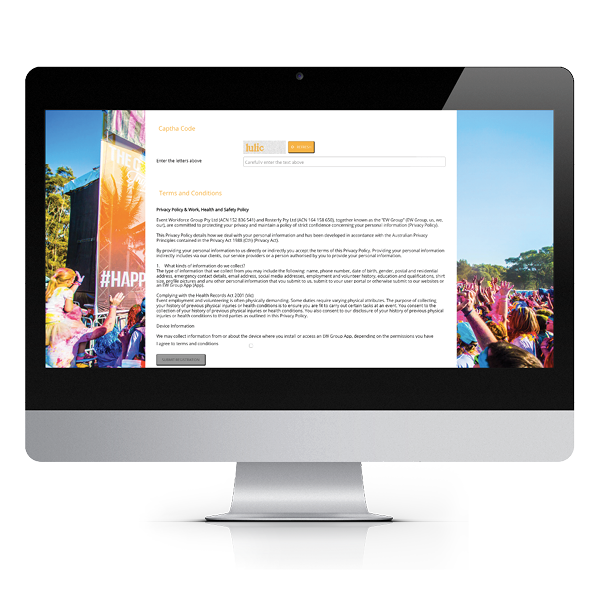 Captha Code
lulic
Enter the letters above
Carefully enter the text above
Terms and Conditions
Privacy Policy & Work, Health and Safety Policy
Event Workforce Group Pty Ltd (ACN 152 836 541) and Rosterfy Pty Ltd (ACN 164 158 650), together known as the "EW Group" (EW Group, us, we,
our), are committed to protecting your privacy and maintain a policy of strict confidence concerning your personal information (Privacy Policy).
This Privacy Policy details how we deal with your personal information and has been developed in accordance with the Australian Privacy
Principles contained in the Privacy Act 1988 (Cth) (Privacy Act).
By providing your personal information to us directly or indirectly you accept the terms of this Privacy Policy. Providing your personal information
indirectly includes via our clients, our service providers or a person authorised by you to provide your personal information.
1. What kinds of information do we collect?
The type of information that we collect from you may include the following: name, phone number, date of birth, gender, postal and residential
address, emergency contact details, email address, social media addresses, employment and volunteer history, education and qualifications, shirt
size, profile pictures and any other personal information that you submit to us, submit to your user portal or otherwise submit to our websites or
an EW Group App (App).
Complying with the Health Records Act 2001 (Vic)
Event employment and volunteering is often physically demanding. Some duties require varying physical attributes. The purpose of collecting
your history of previous physical injuries or health conditions is to ensure you are fit to carry out certain tasks at an event. You consent to the
collection of your history of previous physical injuries or health conditions. You also consent to our disclosure of your history of previous physical
injuries or health conditions to third parties as outlined in this Privacy Policy.
Device Information
We may collect information from or about the device where you install or access an EW Group App, depending on the permissions you have
I agree to terms and conditions
SUBMIT REGISTRATION
#HAPP